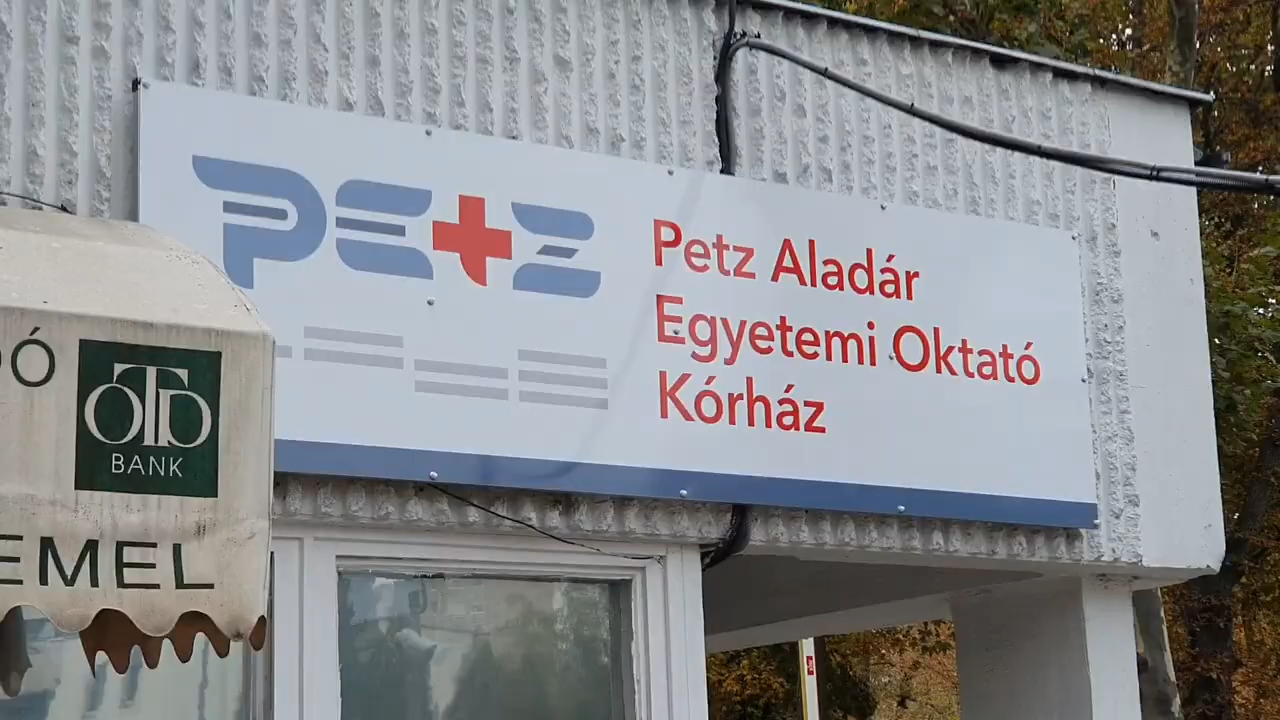 PETZ
Petz Aladár
Egyetemi Oktató
Kórház
OTP
BANK
EMEL